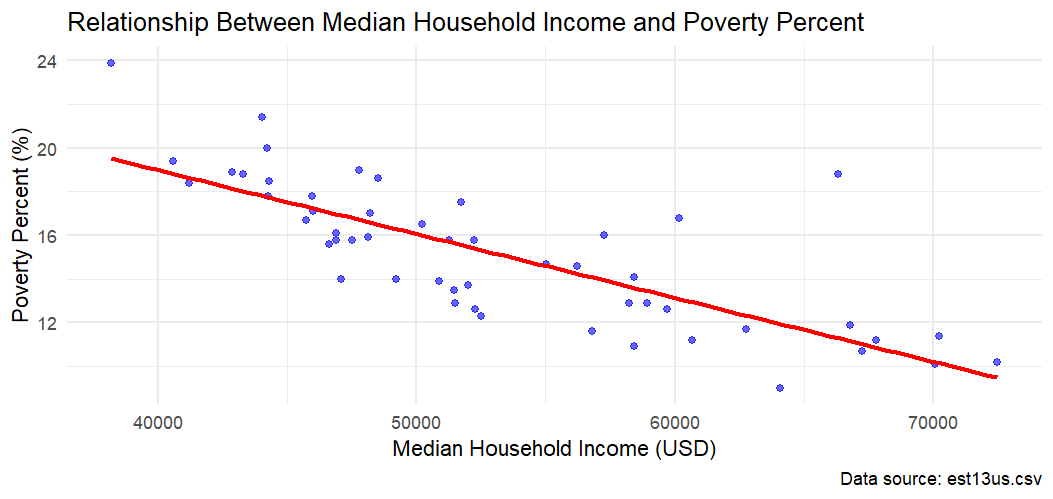 Relationship Between Median Household Income and Poverty Percent
Poverty Percent (%)
24
20
16
12
40000 50000 60000 70000
Median Household Income (USD)
Data source: est13us.csv